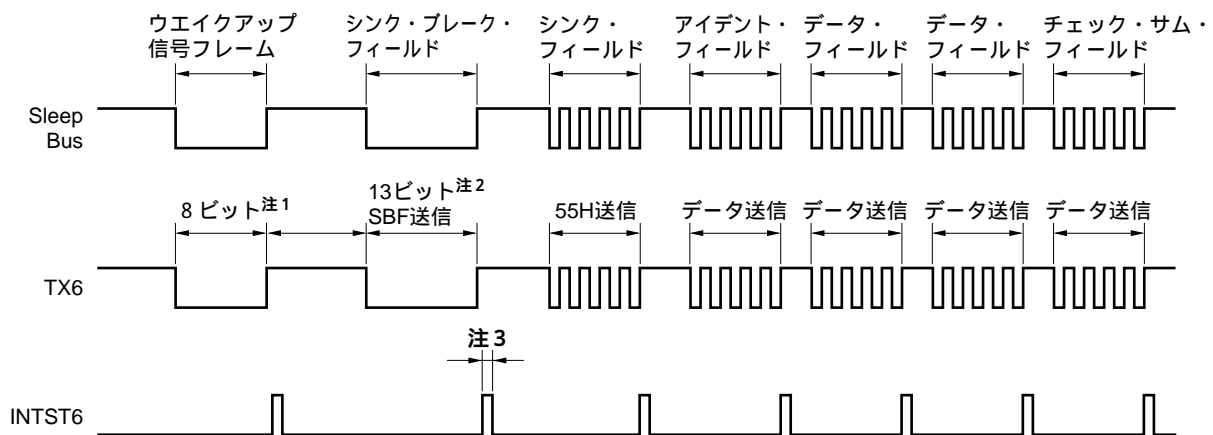 ウエイクアップ
信号フレーム
シンク・ブレーク・
フィールド
シンク・
フィールド
アイデント・
フィールド
データ・
フィールド
データ・
フィールド
チェック・サム・
フィールド
Sleep
Bus
8 ビット注1
13ビット注2
SBF送信
55H送信
データ送信
データ送信
データ送信
データ送信
TX6
注3
INTST6